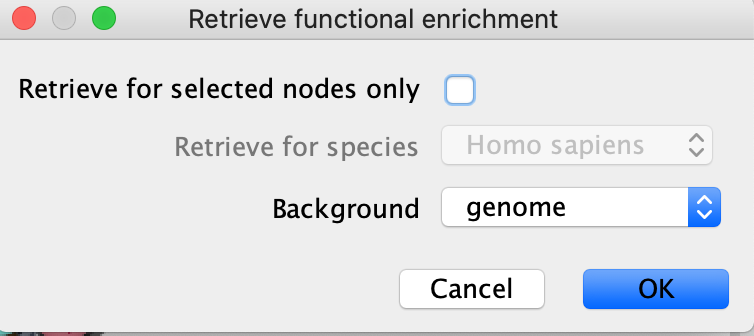 Retrieve functional enrichment
Retrieve for selected nodes only
Retrieve for species Homo sapiens
Background genome
Cancel OK